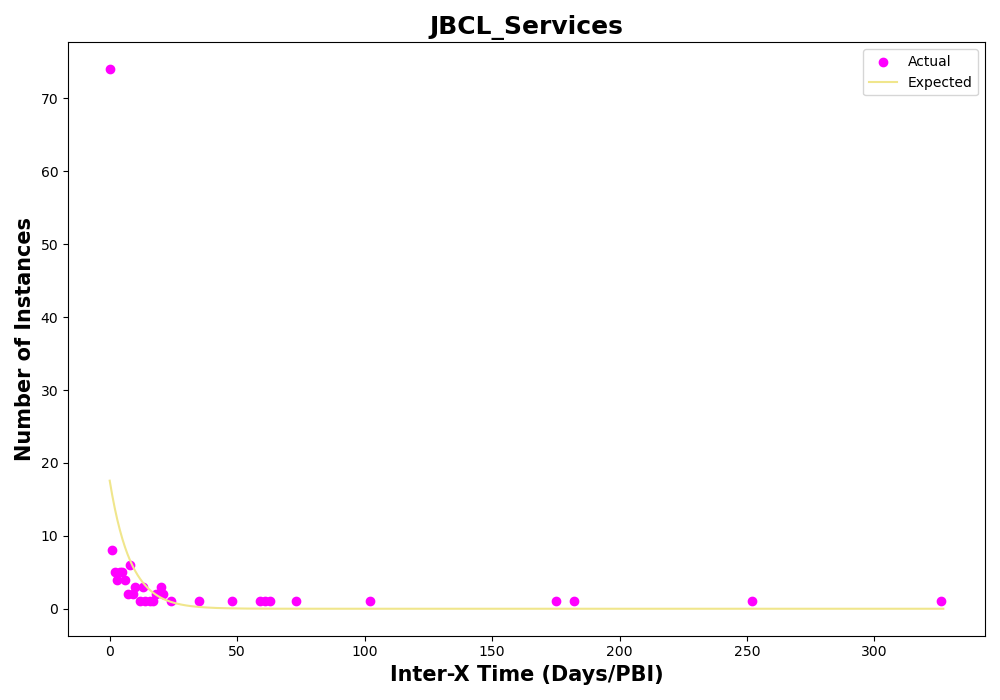 JBCL_Services
Actual
Expected
Number of Instances
70
60
50
40
30
20
10
0
0 50 100 150 200 250 300
Inter-X Time (Days/PBI)